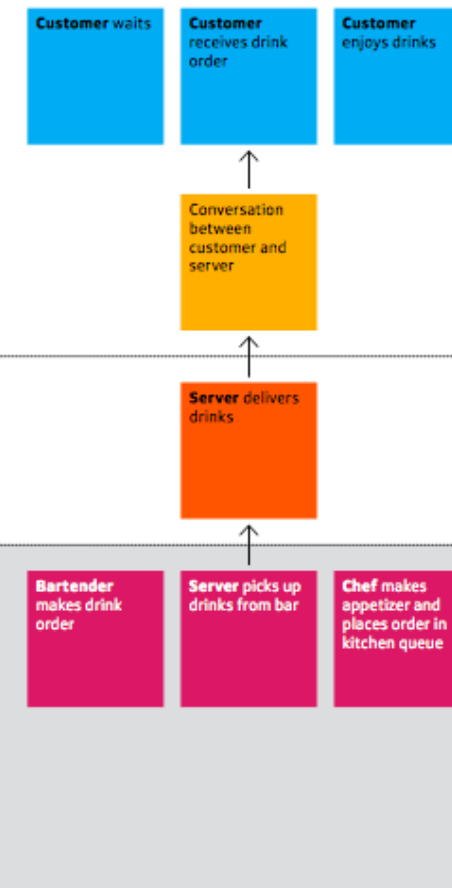 Customer waits
Customer
receives drink
order
Customer
enjoys drinks
Conversation
between
customer and
server
Server delivers
drinks
Bartender
makes drink
order
Server picks up
drinks from bar
Chef makes
appetizer and
places order in
kitchen queue